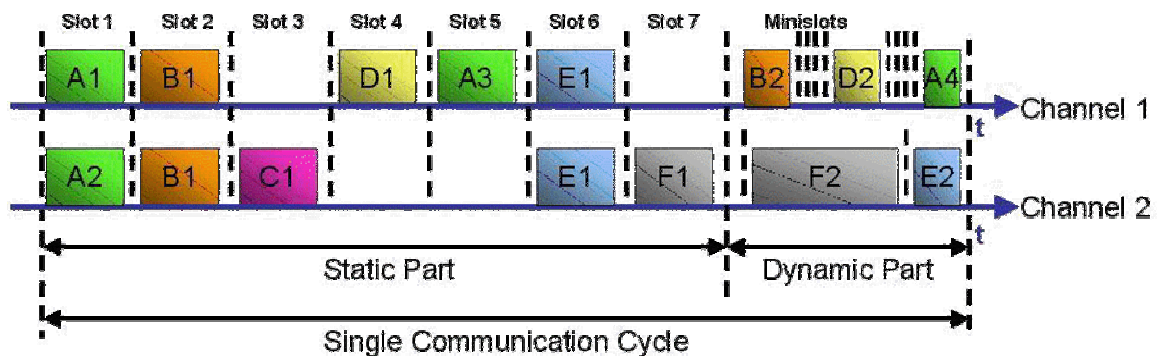 Slot 1 Slot 2 Slot 3 Slot 4 Slot 5 Slot 6 Slot 7 Minislots
A1 B1 D1 A3 E1 B2 D2 A4
Channel 1
t
A2 B1 C1 E1 F1 F2 E2
Channel 2
t
Static Part Dynamic Part
Single Communication Cycle